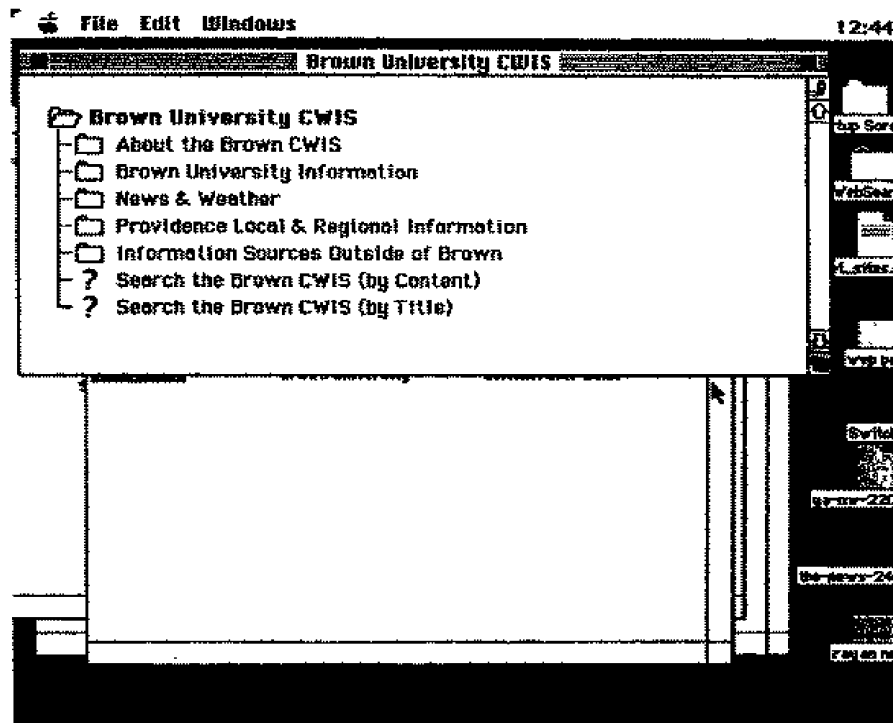 File Edit Windows
12:44
Brown University CWIS
Brown University CWIS
About the Brown CWIS
Brown University Information
News & Weather
Providence Local & Regional Information
Information Sources Outside of Brown
? Search the Brown CWIS (by Content)
? Search the Brown CWIS (by Title)
WebSear
Switch